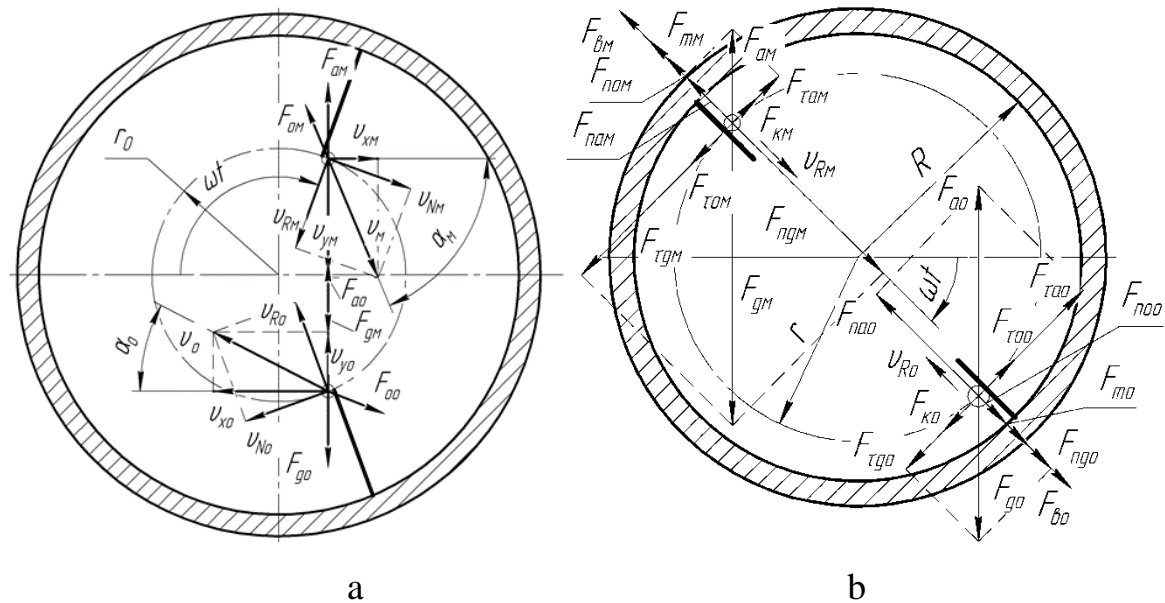 F_ам
F_ом
υ_хм
r_0
ωt
υ_Rм
υ_ум
υ_м
υ_Nм
α_м
F_ао
F_gм
υ_Rо
α_о
υ_о
υ_уо
F_оо
υ_хо
υ_Nо
F_gо
a
F_вм
F_тм
F_ам
F_пом
F_τам
F_пам
F_км
υ_Rм
R
F_τом
F_ао
F_пgм
F_τgм
ωt
F_τао
F_gм
F_пао
F_поо
r
F_τоо
υ_Rо
F_то
F_ко
F_τgо
F_пgо
F_gо
F_во
b